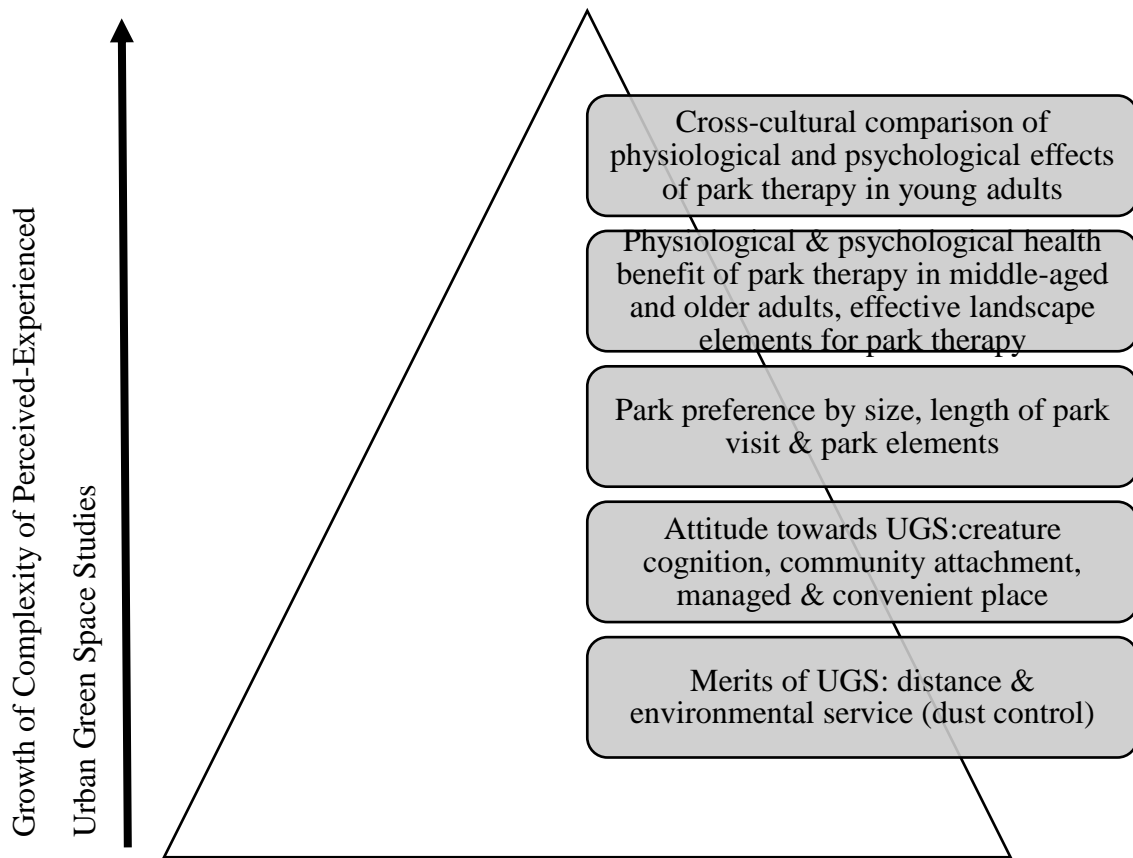 Growth of Complexity of Perceived-Experienced
Urban Green Space Studies
Cross-cultural comparison of
physiological and psychological effects
of park therapy in young adults
Physiological & psychological health
benefit of park therapy in middle-aged
and older adults, effective landscape
elements for park therapy
Park preference by size, length of park
visit & park elements
Attitude towards UGS:creature
cognition, community attachment,
managed & convenient place
Merits of UGS: distance &
environmental service (dust control)